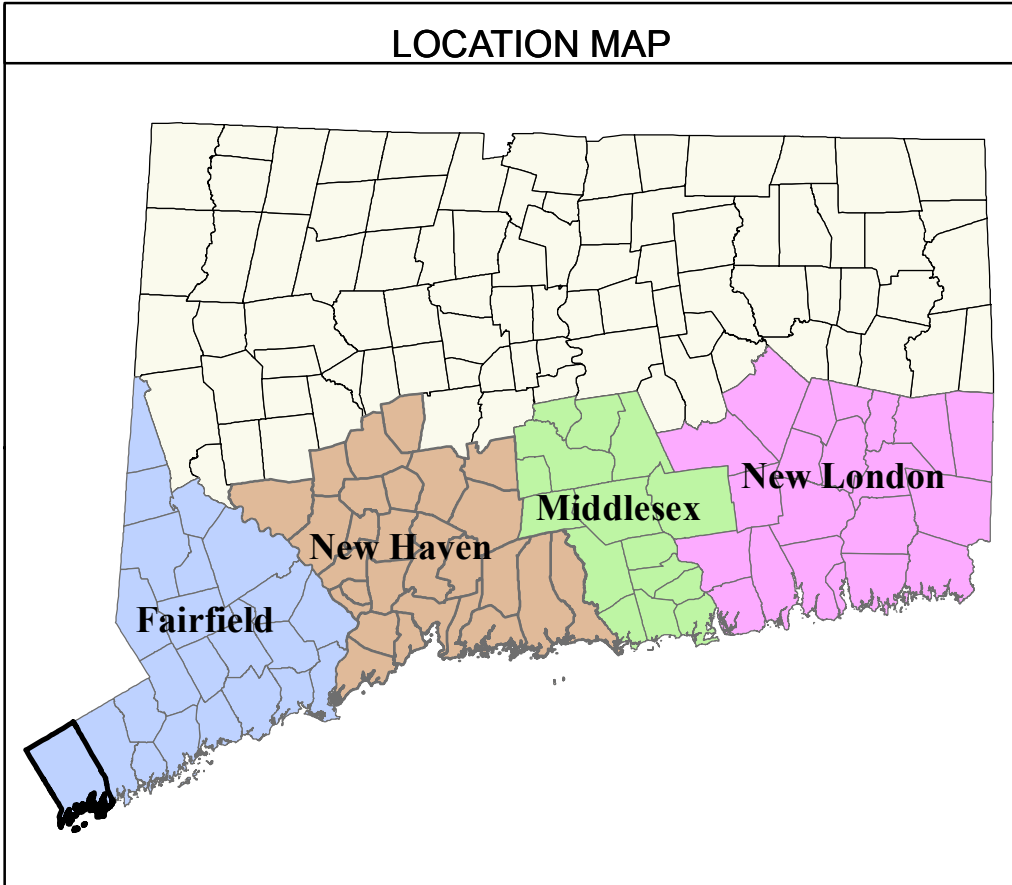 LOCATION MAP
New London
Middlesex
New Haven
Fairfield